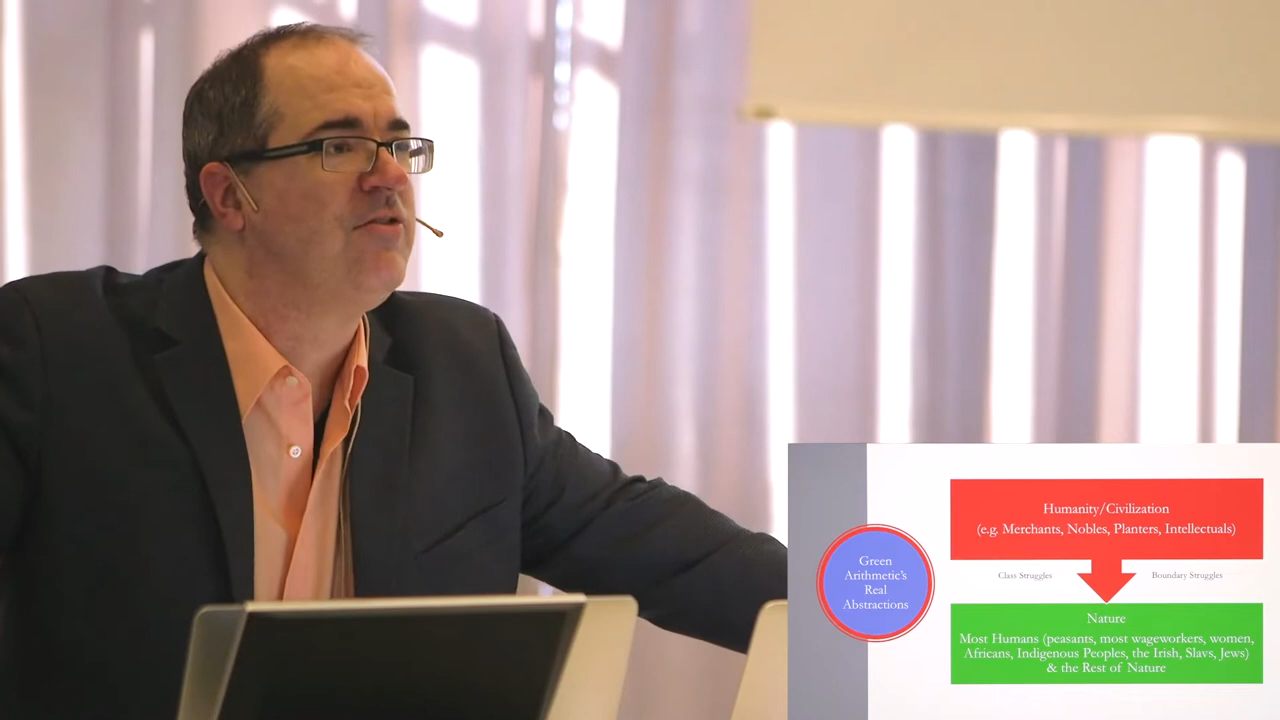 Green
Arithmetic's
Real
Abstractions
Humanity/Civilization
(e.g. Merchants, Nobles, Planters, Intellectuals)
Class Struggles
Boundary Struggles
Nature
Most Humans (peasants, most wageworkers, women,
Africans, Indigenous Peoples, the Irish, Slavs, Jews)
& the Rest of Nature